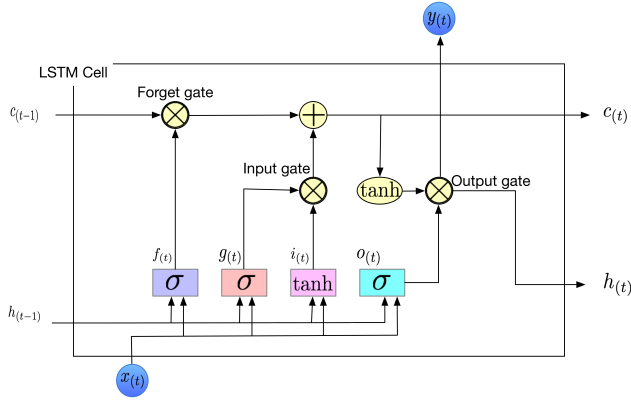 y(t)
LSTM Cell
Forget gate
c(t-1)
c(t)
Input gate
tanh
Output gate
f(t)
g(t)
i(t)
o(t)
σ
σ
tanh
σ
h(t)
h(t-1)
x(t)